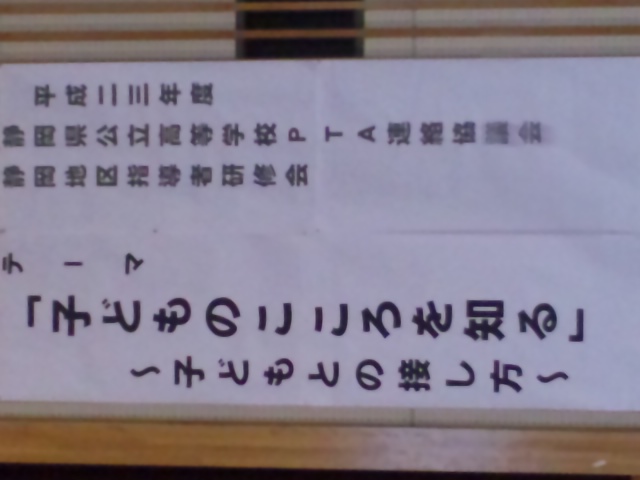 平成二三年度
静岡県公立高等学校PTA連絡協議会
静岡地区指導者研修会
テーマ
「子どものこころを知る」
～子どもとの接し方～